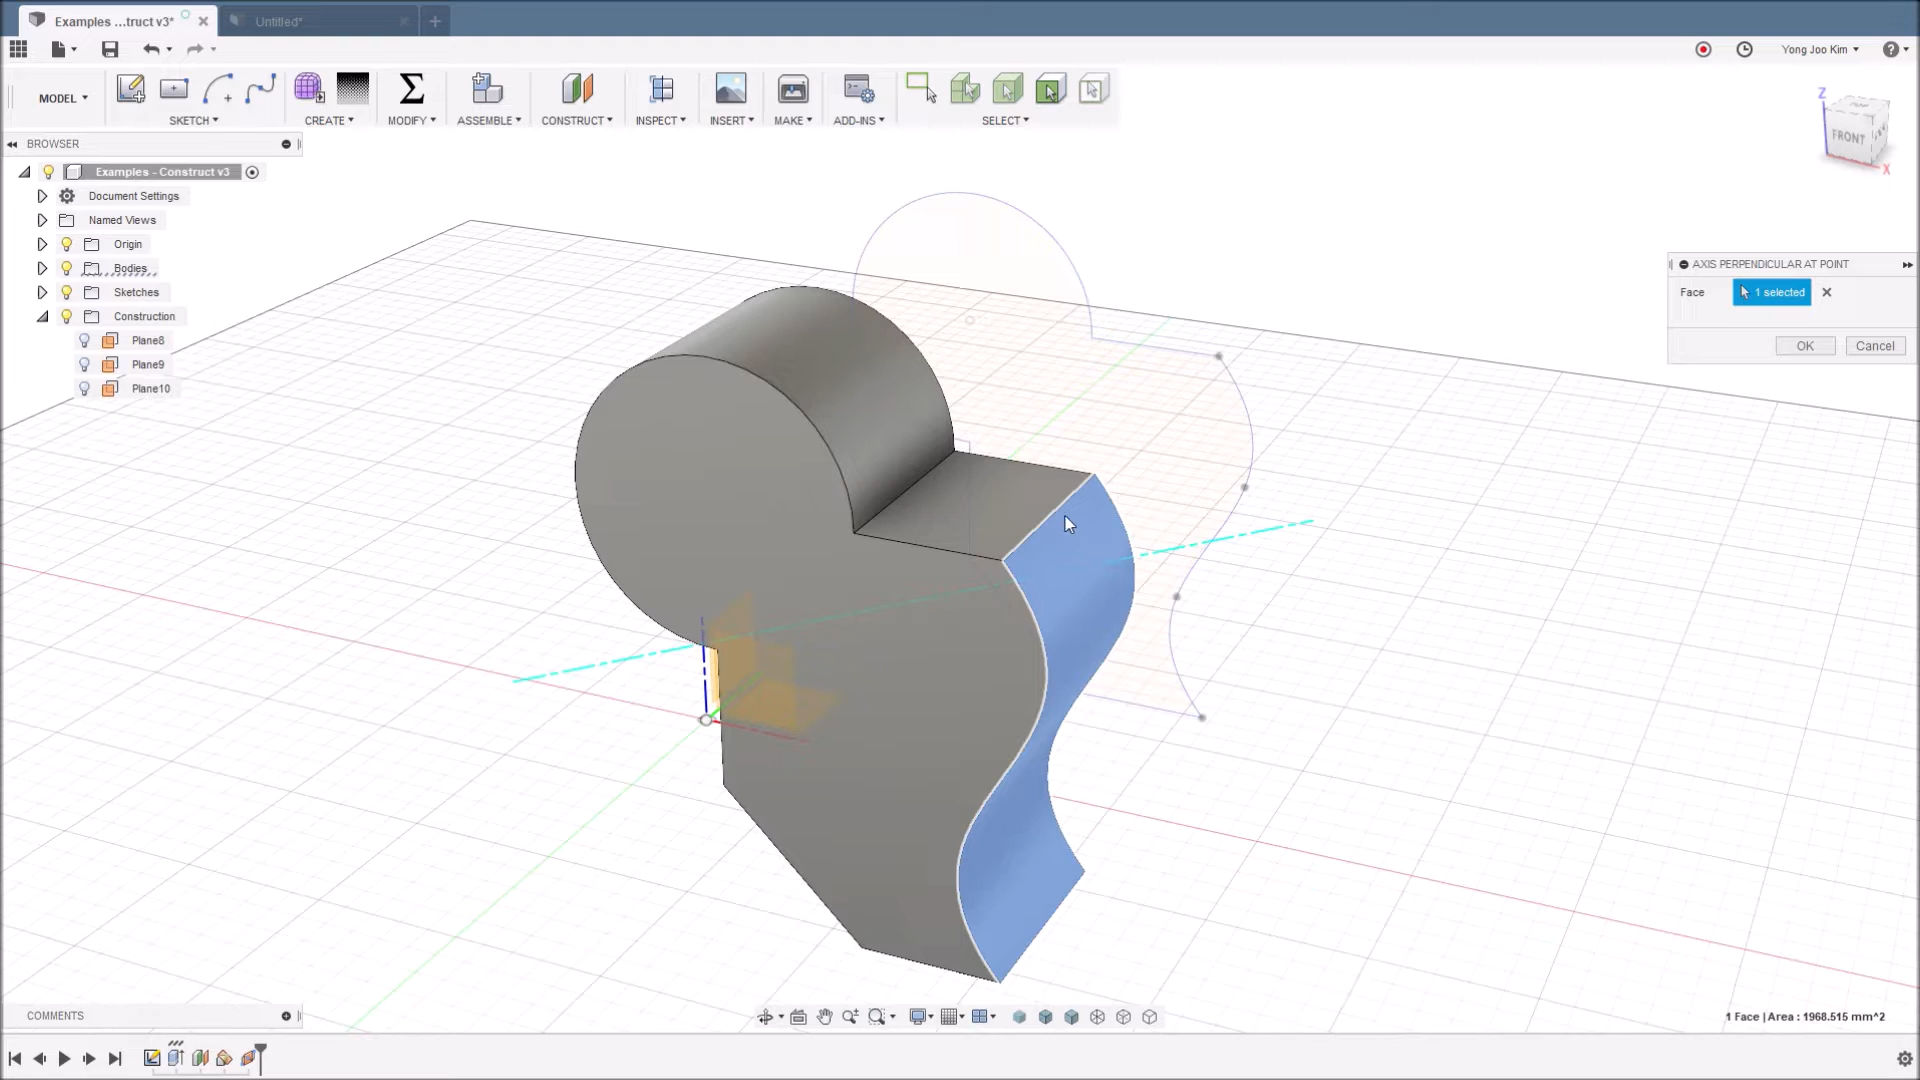 Examples ...truct v3*
Untitled*
Yong Joo Kim
MODEL
SKETCH
CREATE
MODIFY
ASSEMBLE
CONSTRUCT
INSPECT
INSERT
MAKE
ADD-INS
SELECT
Z
FRONT
X
BROWSER
Examples - Construct v3
Document Settings
Named Views
Origin
Bodies
Sketches
Construction
Plane8
Plane9
Plane10
AXIS PERPENDICULAR AT POINT
Face
1 selected
OK
Cancel
COMMENTS
1 Face | Area : 1968.515 mm^2